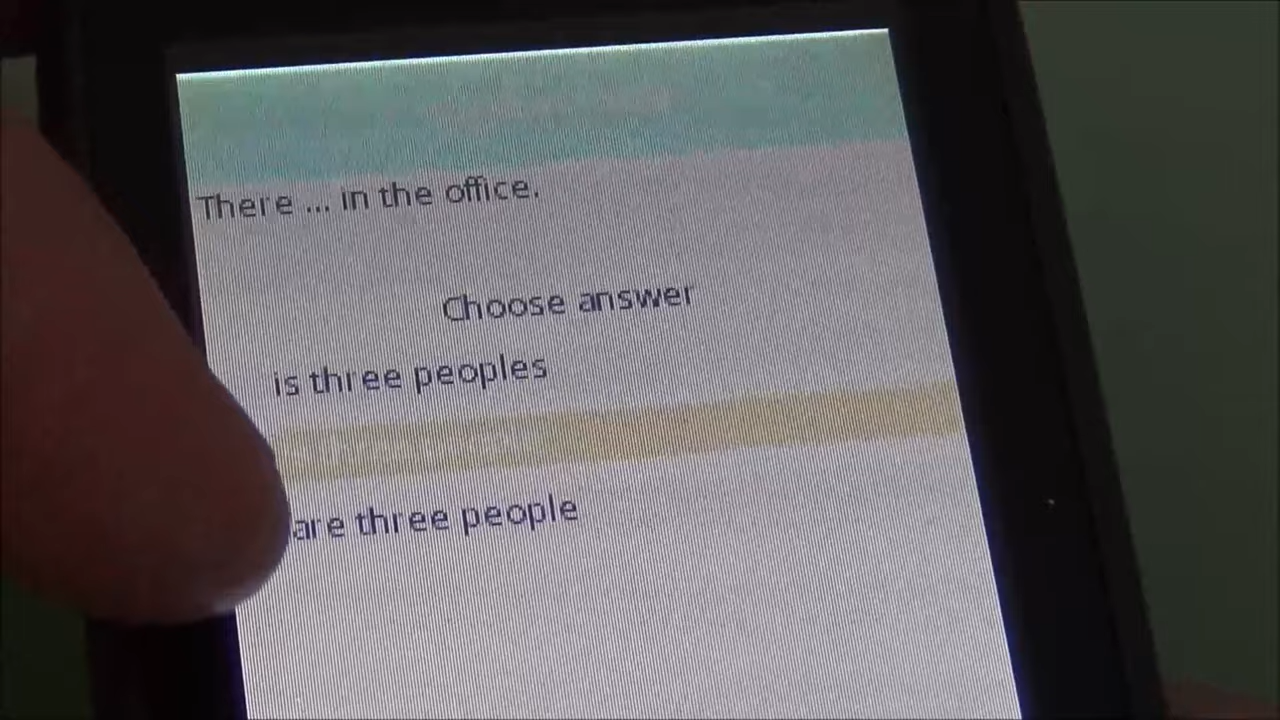 There ... in the office.
Choose answer
is three peoples
are three people